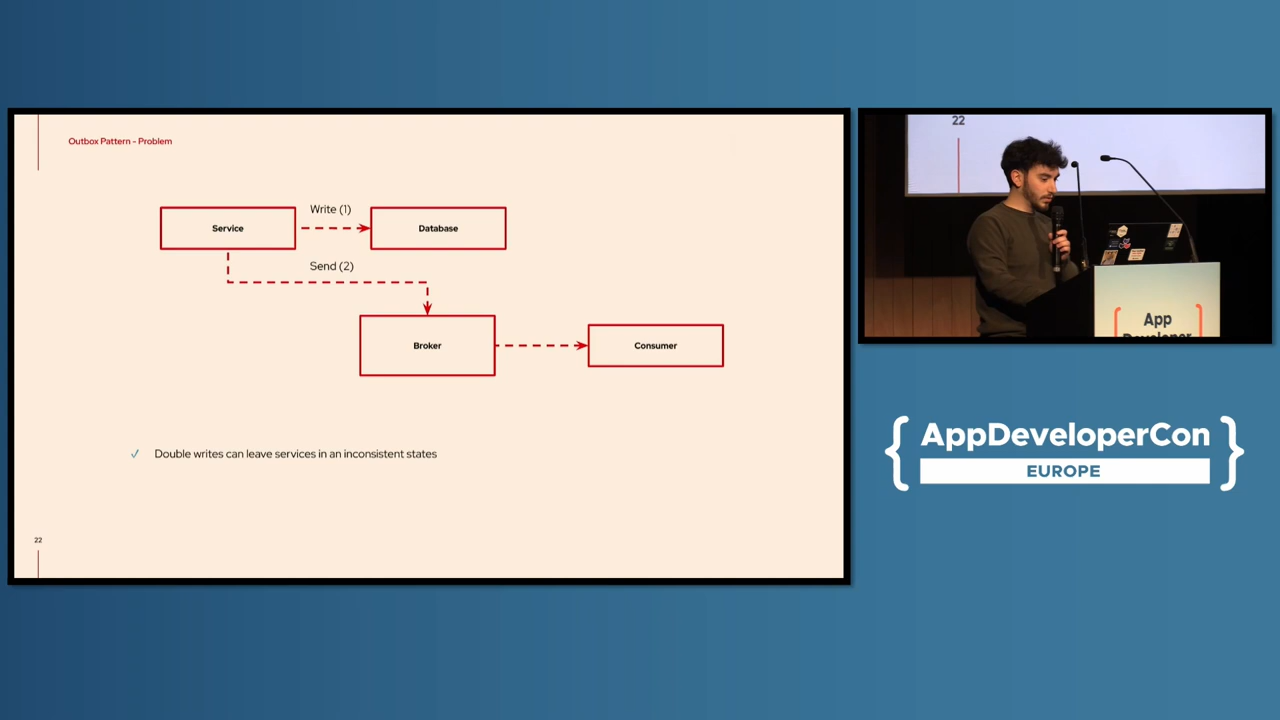 Outbox Pattern - Problem
Service
Write (1)
Database
Send (2)
Broker
Consumer
✓ Double writes can leave services in an inconsistent states
22
22
App
Developer
{ AppDeveloperCon }
EUROPE